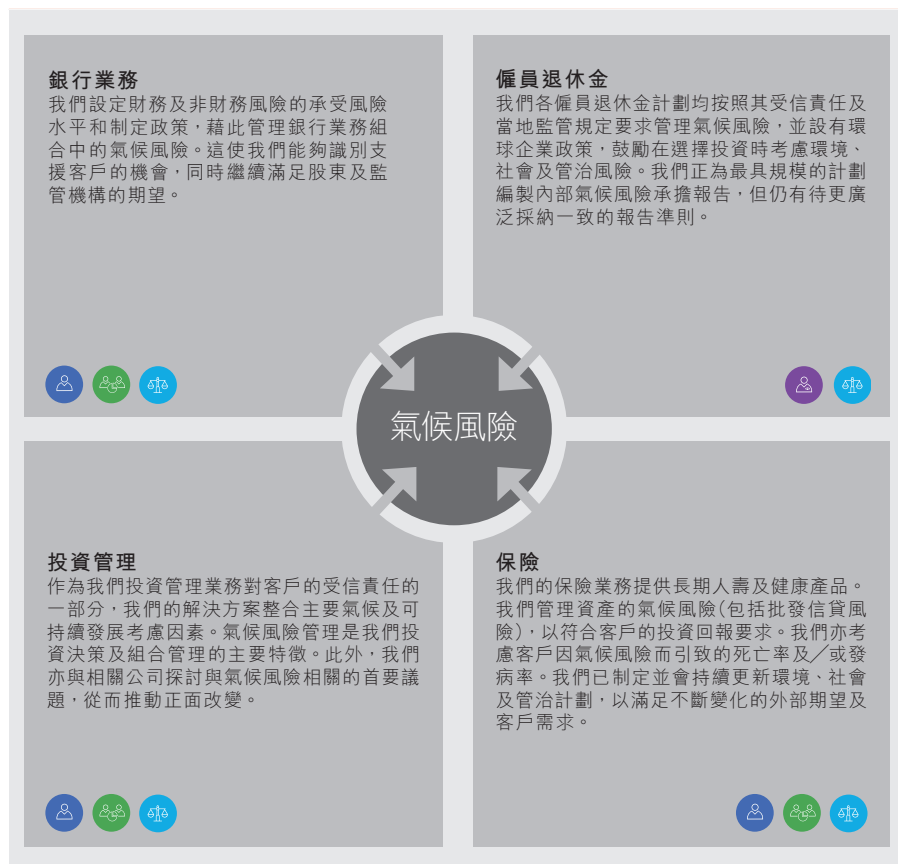 銀行業務
我們設定財務及非財務風險的承受風險
水平和制定政策，藉此管理銀行業務組
合中的氣候風險。這使我們能夠識別支
援客戶的機會，同時繼續滿足股東及監
管機構的期望。
僱員退休金
我們各僱員退休金計劃均按照其受信責任及
當地監管規定要求管理氣候風險，並設有環
球企業政策，鼓勵在選擇投資時考慮環境、
社會及管治風險。我們正為最具規模的計劃
編製內部氣候風險承擔報告，但仍有待更廣
泛採納一致的報告準則。
氣候風險
投資管理
作為我們投資管理業務對客戶的受信責任的
一部分，我們的解決方案整合主要氣候及可
持續發展考慮因素。氣候風險管理是我們投
資決策及組合管理的主要特徵。此外，我們
亦與相關公司探討與氣候風險相關的首要議
題，從而推動正面改變。
保險
我們的保險業務提供長期人壽及健康產品。
我們管理資產的氣候風險(包括批發信貸風
險)，以符合客戶的投資回報要求。我們亦考
慮客戶因氣候風險而引致的死亡率及╱或發
病率。我們已制定並會持續更新環境、社會
及管治計劃，以滿足不斷變化的外部期望及
客戶需求。